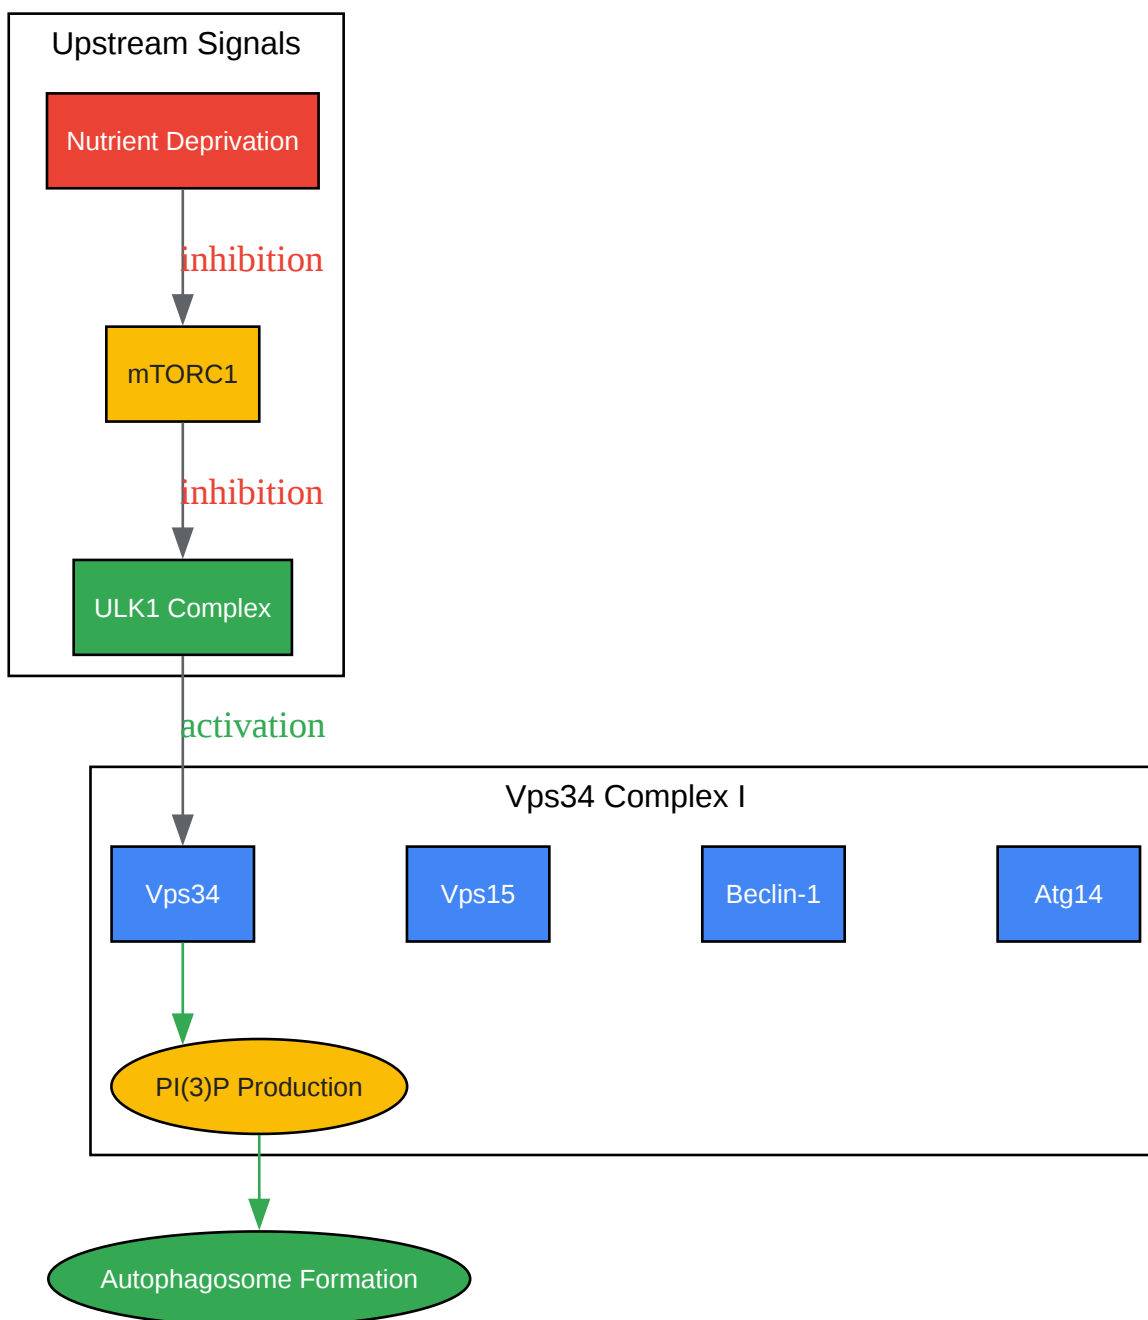 Upstream Signals
Nutrient Deprivation
inhibition
mTORC1
inhibition
ULK1 Complex
activation
Vps34 Complex I
Vps34
Vps15
Beclin-1
Atg14
PI(3)P Production
Autophagosome Formation